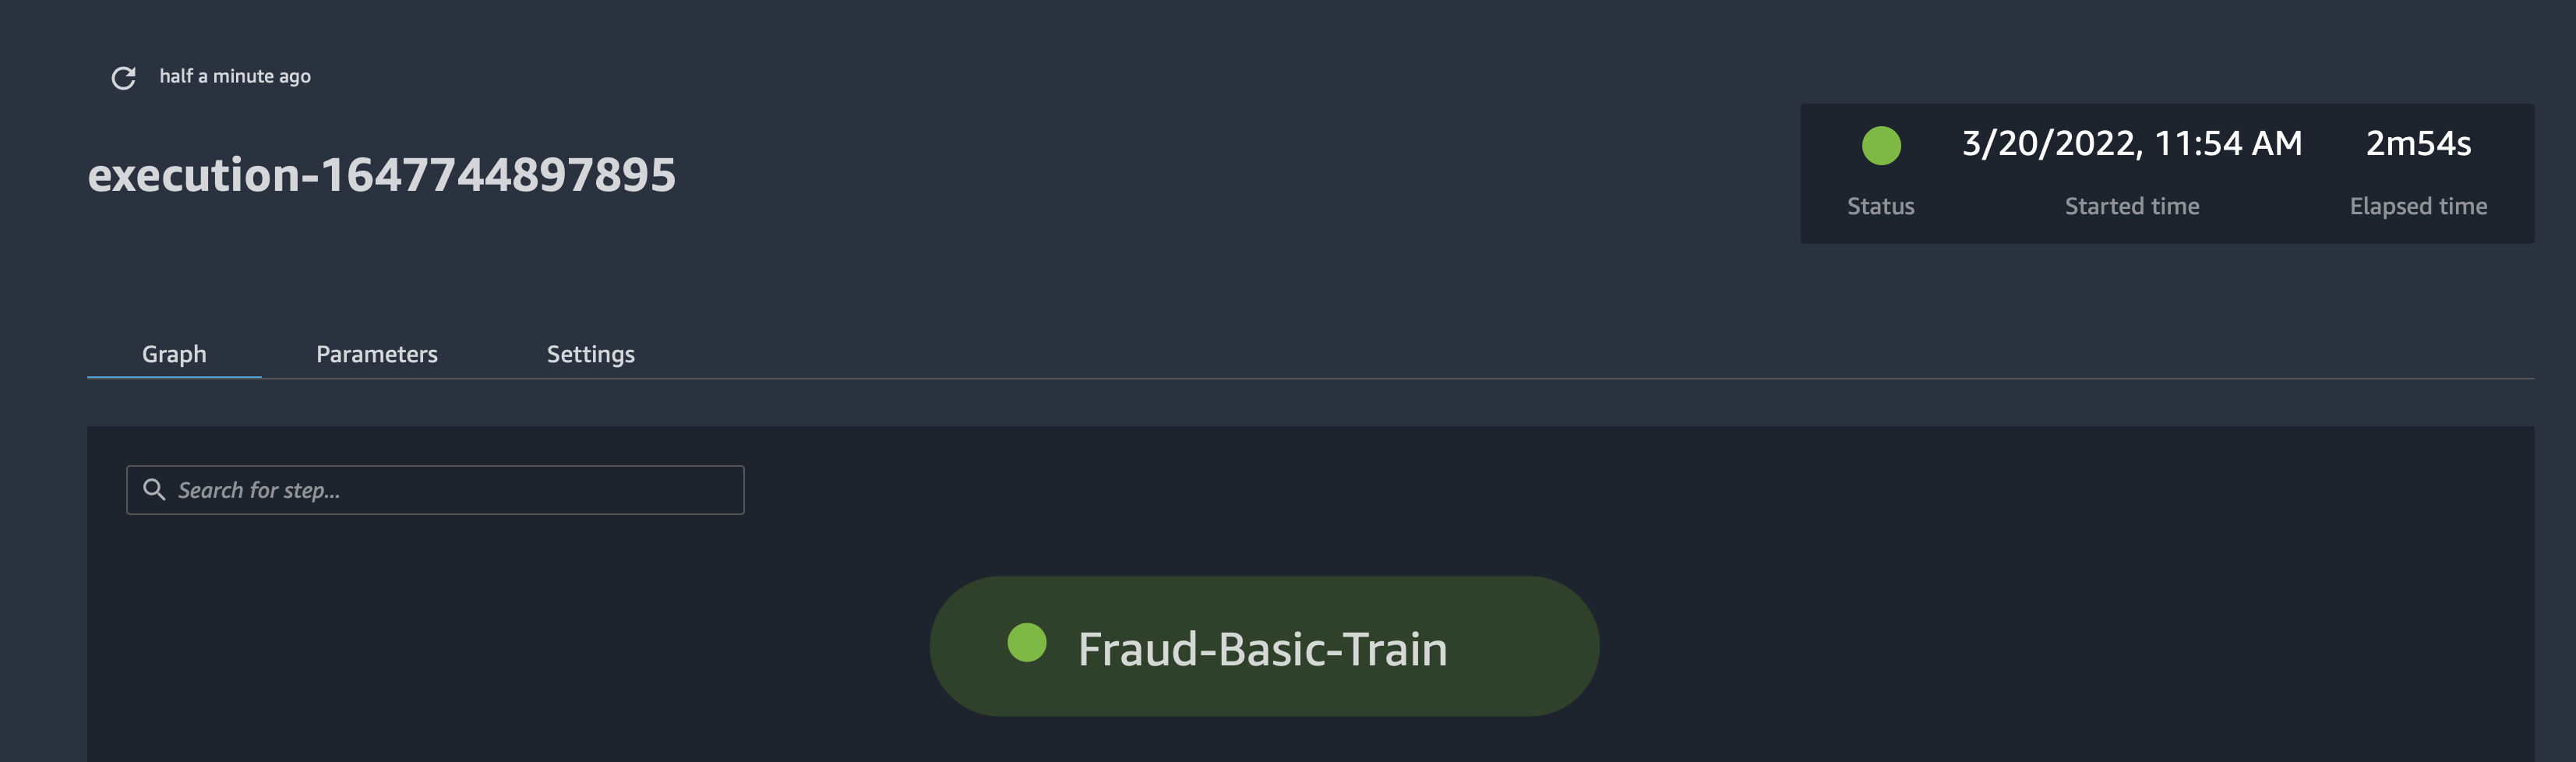 half a minute ago
execution-1647744897895
3/20/2022, 11:54 AM 2m54s
Status Started time Elapsed time
Graph Parameters Settings
Search for step...
Fraud-Basic-Train